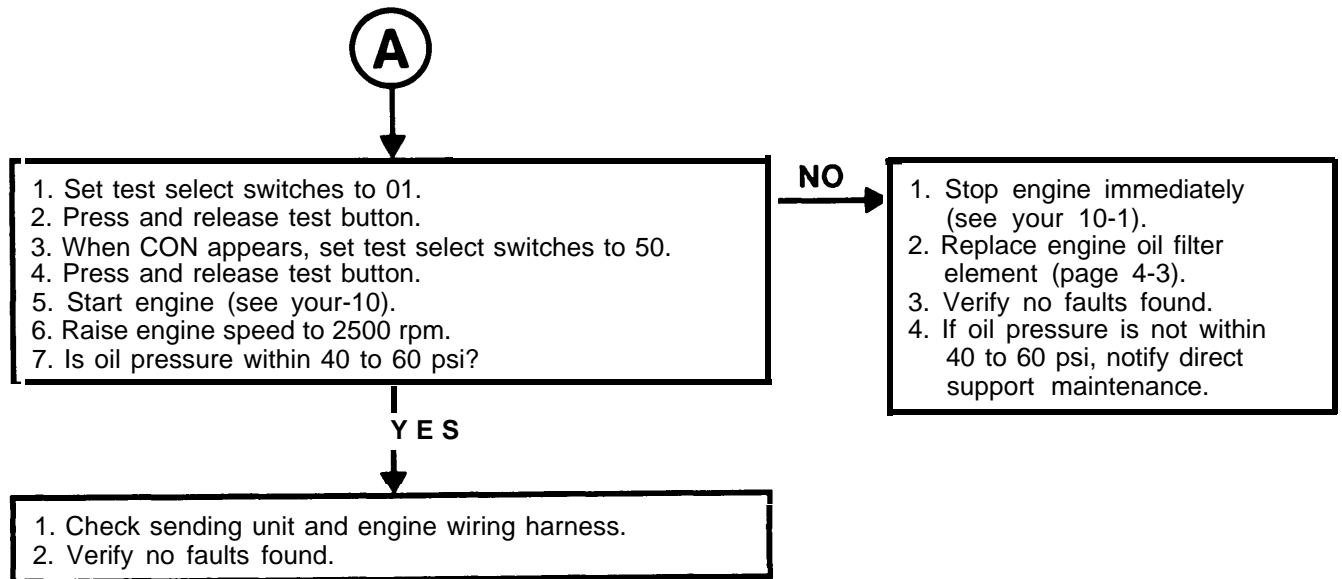 A
1. Set test select switches to 01.
2. Press and release test button.
3. When CON appears, set test select switches to 50.
4. Press and release test button.
5. Start engine (see your-10).
6. Raise engine speed to 2500 rpm.
7. Is oil pressure within 40 to 60 psi?
NO
1. Stop engine immediately
(see your 10-1).
2. Replace engine oil filter
element (page 4-3).
3. Verify no faults found.
4. If oil pressure is not within
40 to 60 psi, notify direct
support maintenance.
YES
1. Check sending unit and engine wiring harness.
2. Verify no faults found.